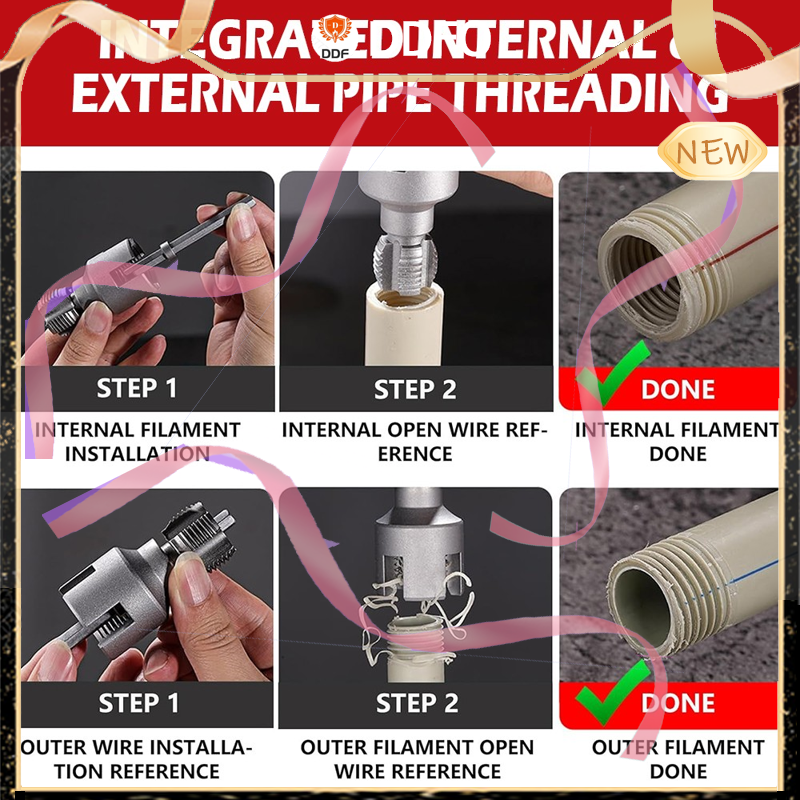 INTEGRATED INTERNAL &
DDF
EXTERNAL PIPE THREADING
NEW
STEP 1
STEP 2
DONE
INTERNAL FILAMENT
INSTALLATION
INTERNAL OPEN WIRE REF-
ERENCE
INTERNAL FILAMENT
DONE
STEP 1
STEP 2
DONE
OUTER WIRE INSTALLA-
TION REFERENCE
OUTER FILAMENT OPEN
WIRE REFERENCE
OUTER FILAMENT
DONE